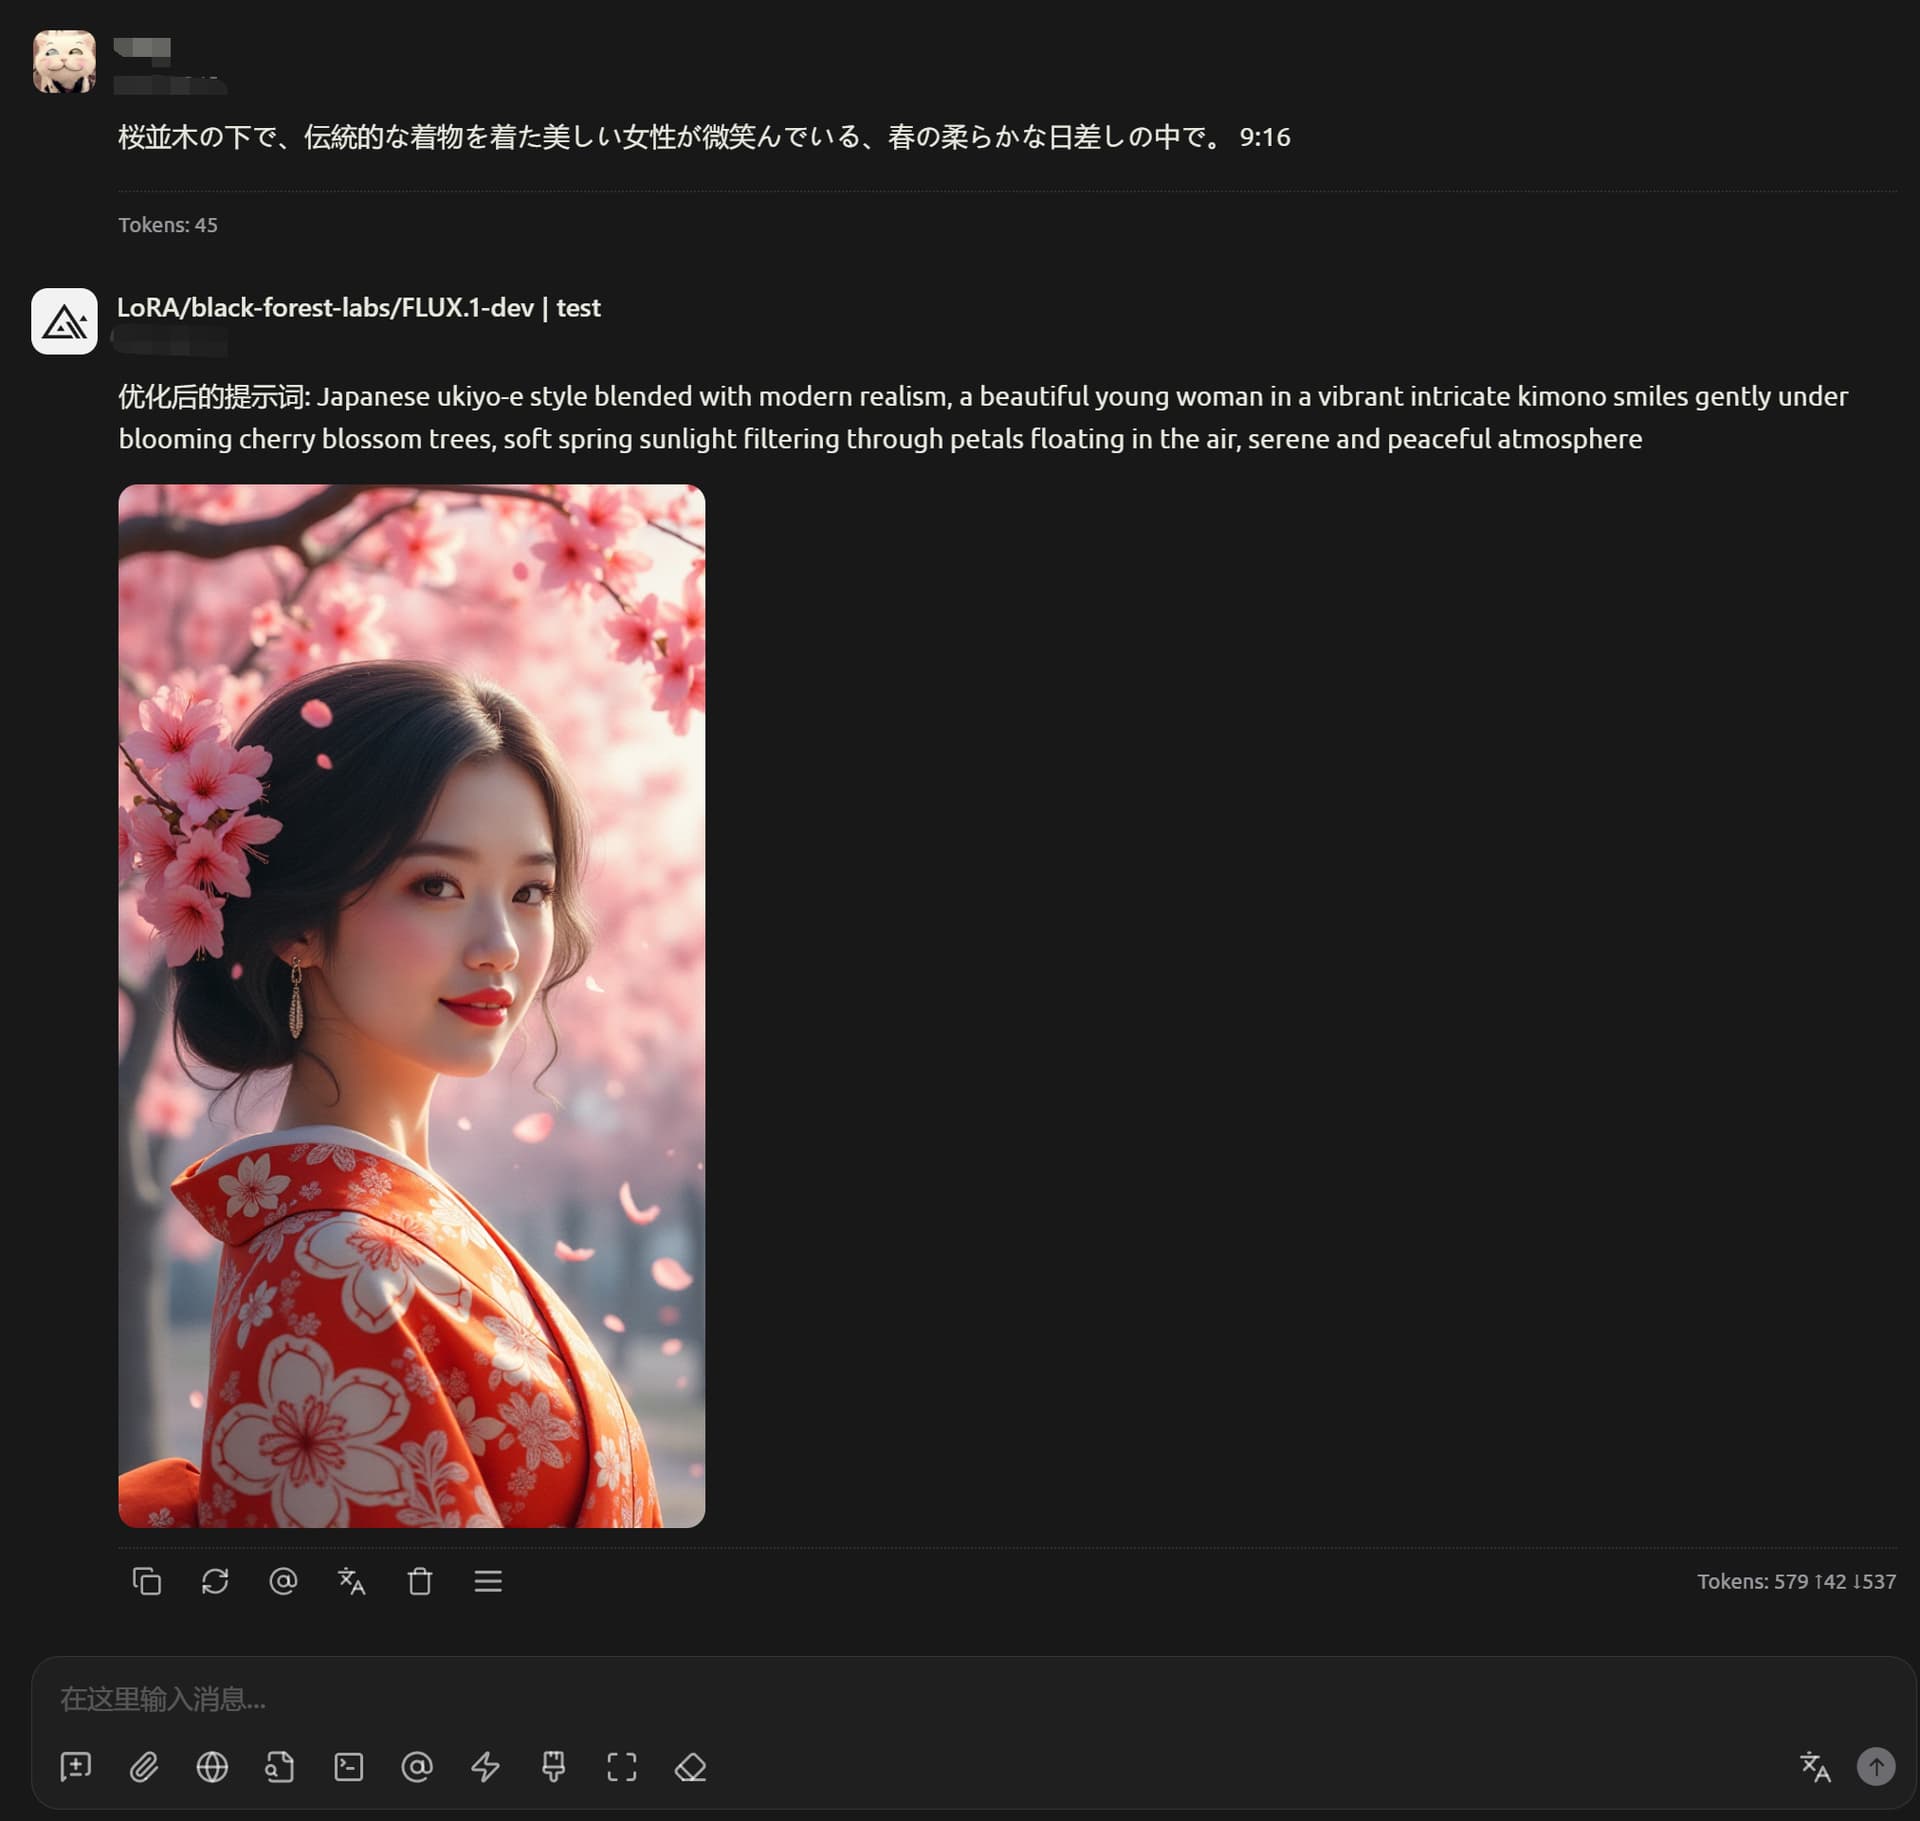 桜並木の下で、伝統的な着物を着た美しい女性が微笑んでいる、春の柔らかな日差しの中で。 9:16
Tokens: 45
LoRA/black-forest-labs/FLUX.1-dev | test
优化后的提示词: Japanese ukiyo-e style blended with modern realism, a beautiful young woman in a vibrant intricate kimono smiles gently under
blooming cherry blossom trees, soft spring sunlight filtering through petals floating in the air, serene and peaceful atmosphere
Tokens: 579 ↑42 ↓537
在这里输入消息...